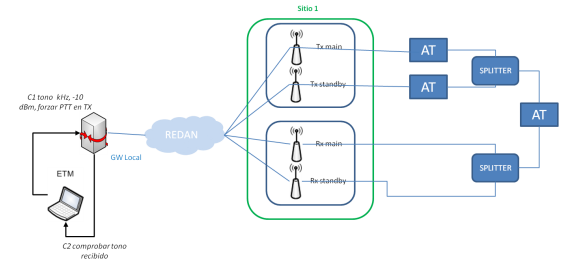 Sitio 1
Tx main
AT
C1 tono kHz, -10
dBm, forzar PTT en TX
Tx standby
AT
SPLITTER
AT
REDAN
GW Local
Rx main
SPLITTER
ETM
Rx standby
C2 comprobar tono
recibido